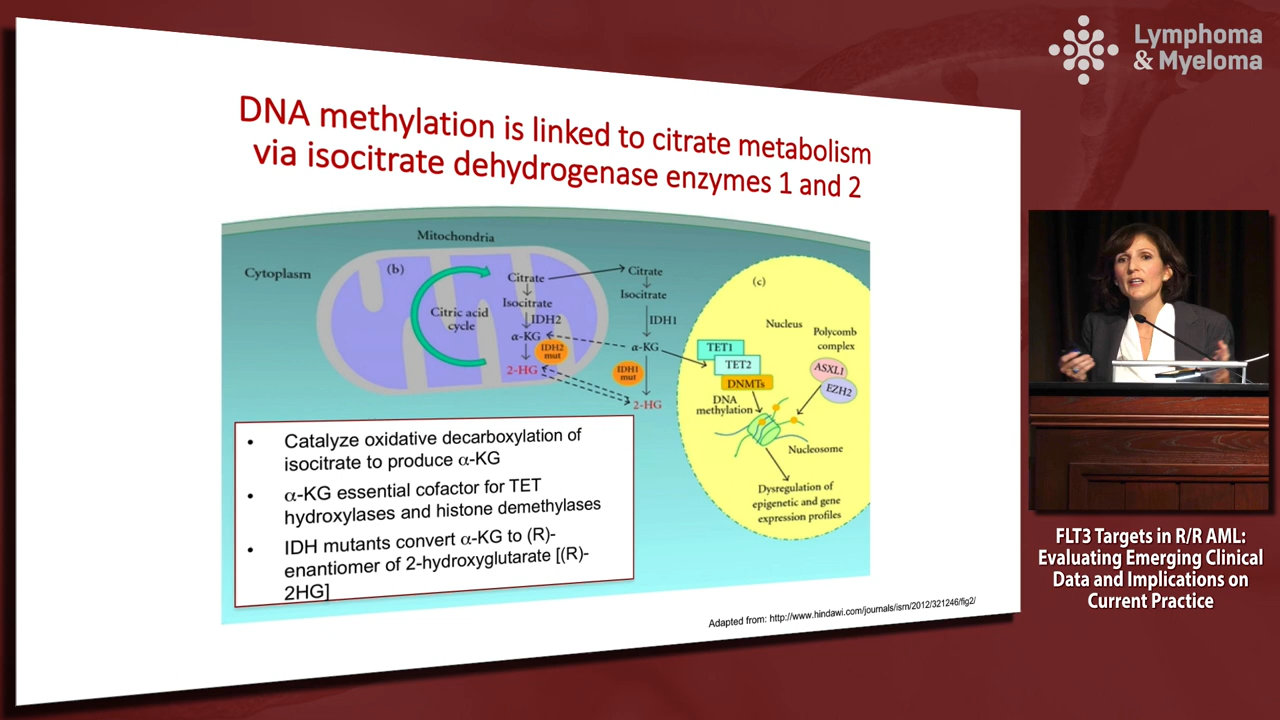 Lymphoma
& Myeloma
DNA methylation is linked to citrate metabolism
via isocitrate dehydrogenase enzymes 1 and 2
Mitochondria
Cytoplasm
(b)
Citrate
Isocitrate
IDH2
α-KG
IDH2
mut
2-HG
Citric acid
cycle
Citrate
Isocitrate
IDH1
α-KG
IDH1
mut
2-HG
(c)
Nucleus
Polycomb
complex
TET1
TET2
DNMTs
ASXL1
EZH2
DNA
methylation
Nucleosome
Dysregulation of
epigenetic and gene
expression profiles
• Catalyze oxidative decarboxylation of
isocitrate to produce α-KG
• α-KG essential cofactor for TET
hydroxylases and histone demethylases
• IDH mutants convert α-KG to (R)-
enantiomer of 2-hydroxyglutarate [(R)-
2HG]
Adapted from: http://www.hindawi.com/journals/isrn/2012/321246/fig2/
FLT3 Targets in R/R AML:
Evaluating Emerging Clinical
Data and Implications on
Current Practice